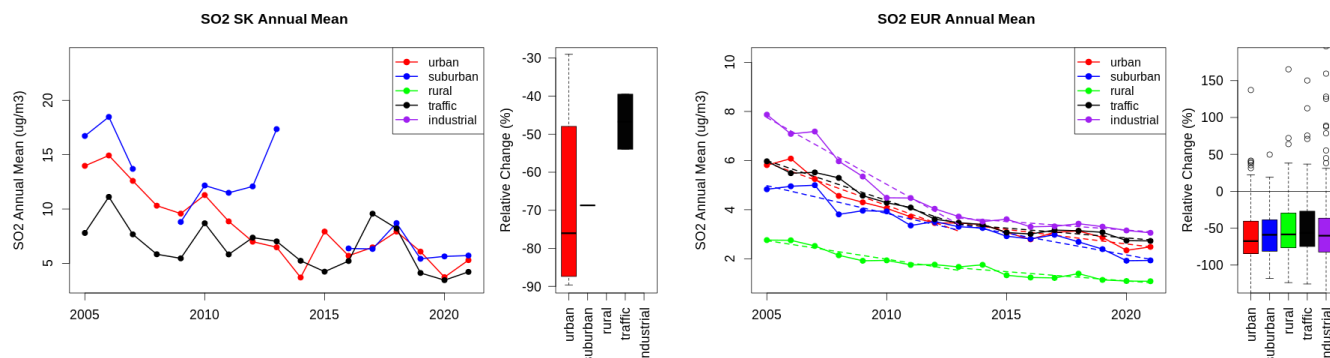 SO2 SK Annual Mean
SO2 Annual Mean (ug/m3)
20
15
10
5
2005
2010
2015
2020
urban
suburban
rural
traffic
industrial
Relative Change (%)
-30
-40
-50
-60
-70
-80
-90
urban
suburban
rural
traffic
industrial
SO2 EUR Annual Mean
SO2 Annual Mean (ug/m3)
10
8
6
4
2
2005
2010
2015
2020
urban
suburban
rural
traffic
industrial
Relative Change (%)
150
100
50
0
-50
-100
urban
suburban
rural
traffic
industrial